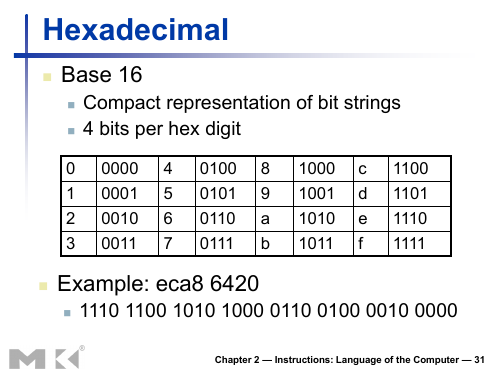 Hexadecimal
Base 16
Compact representation of bit strings
4 bits per hex digit
0 0000 4 0100 8 1000 c 1100
1 0001 5 0101 9 1001 d 1101
2 0010 6 0110 a 1010 e 1110
3 0011 7 0111 b 1011 f 1111
Example: eca8 6420
1110 1100 1010 1000 0110 0100 0010 0000
MK®
Chapter 2 — Instructions: Language of the Computer — 31